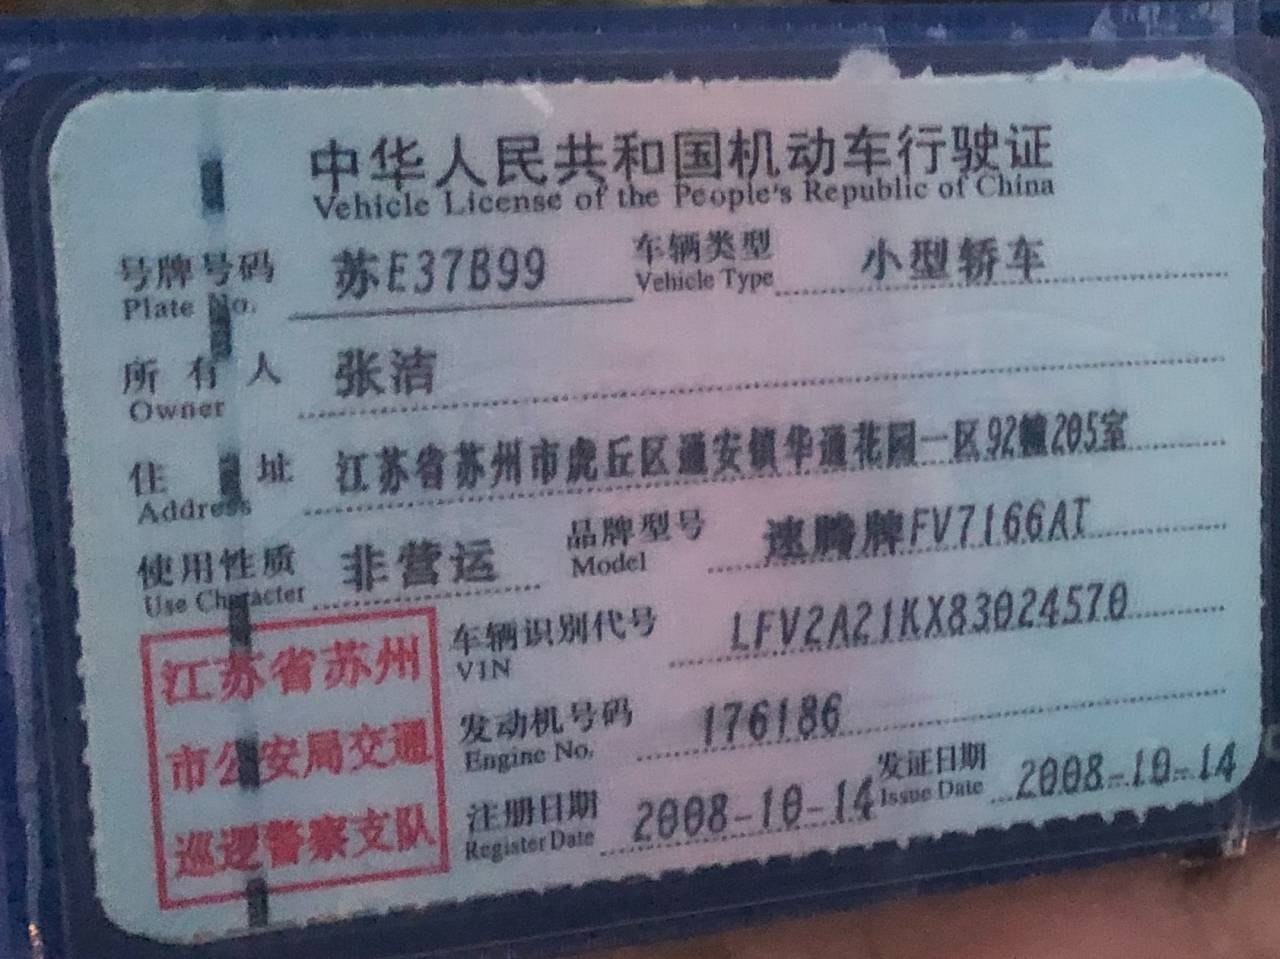 中华人民共和国机动车行驶证
Vehicle License of the People's Republic of China
号牌号码 苏E37B99 车辆类型 小型轿车
Plate No. Vehicle Type
所有人 张洁
Owner
住址 江苏省苏州市虎丘区通安镇华通花园一区92幢205室
Address
使用性质 非营运 品牌型号 速腾牌FV7166AT
Use Character Model
车辆识别代号 LFV2A21KX83024570
VIN
发动机号码 176186
Engine No.
注册日期 2008-10-14 发证日期 2008-10-14
Register Date Issue Date
江苏省苏州
市公安局交通
巡逻警察支队